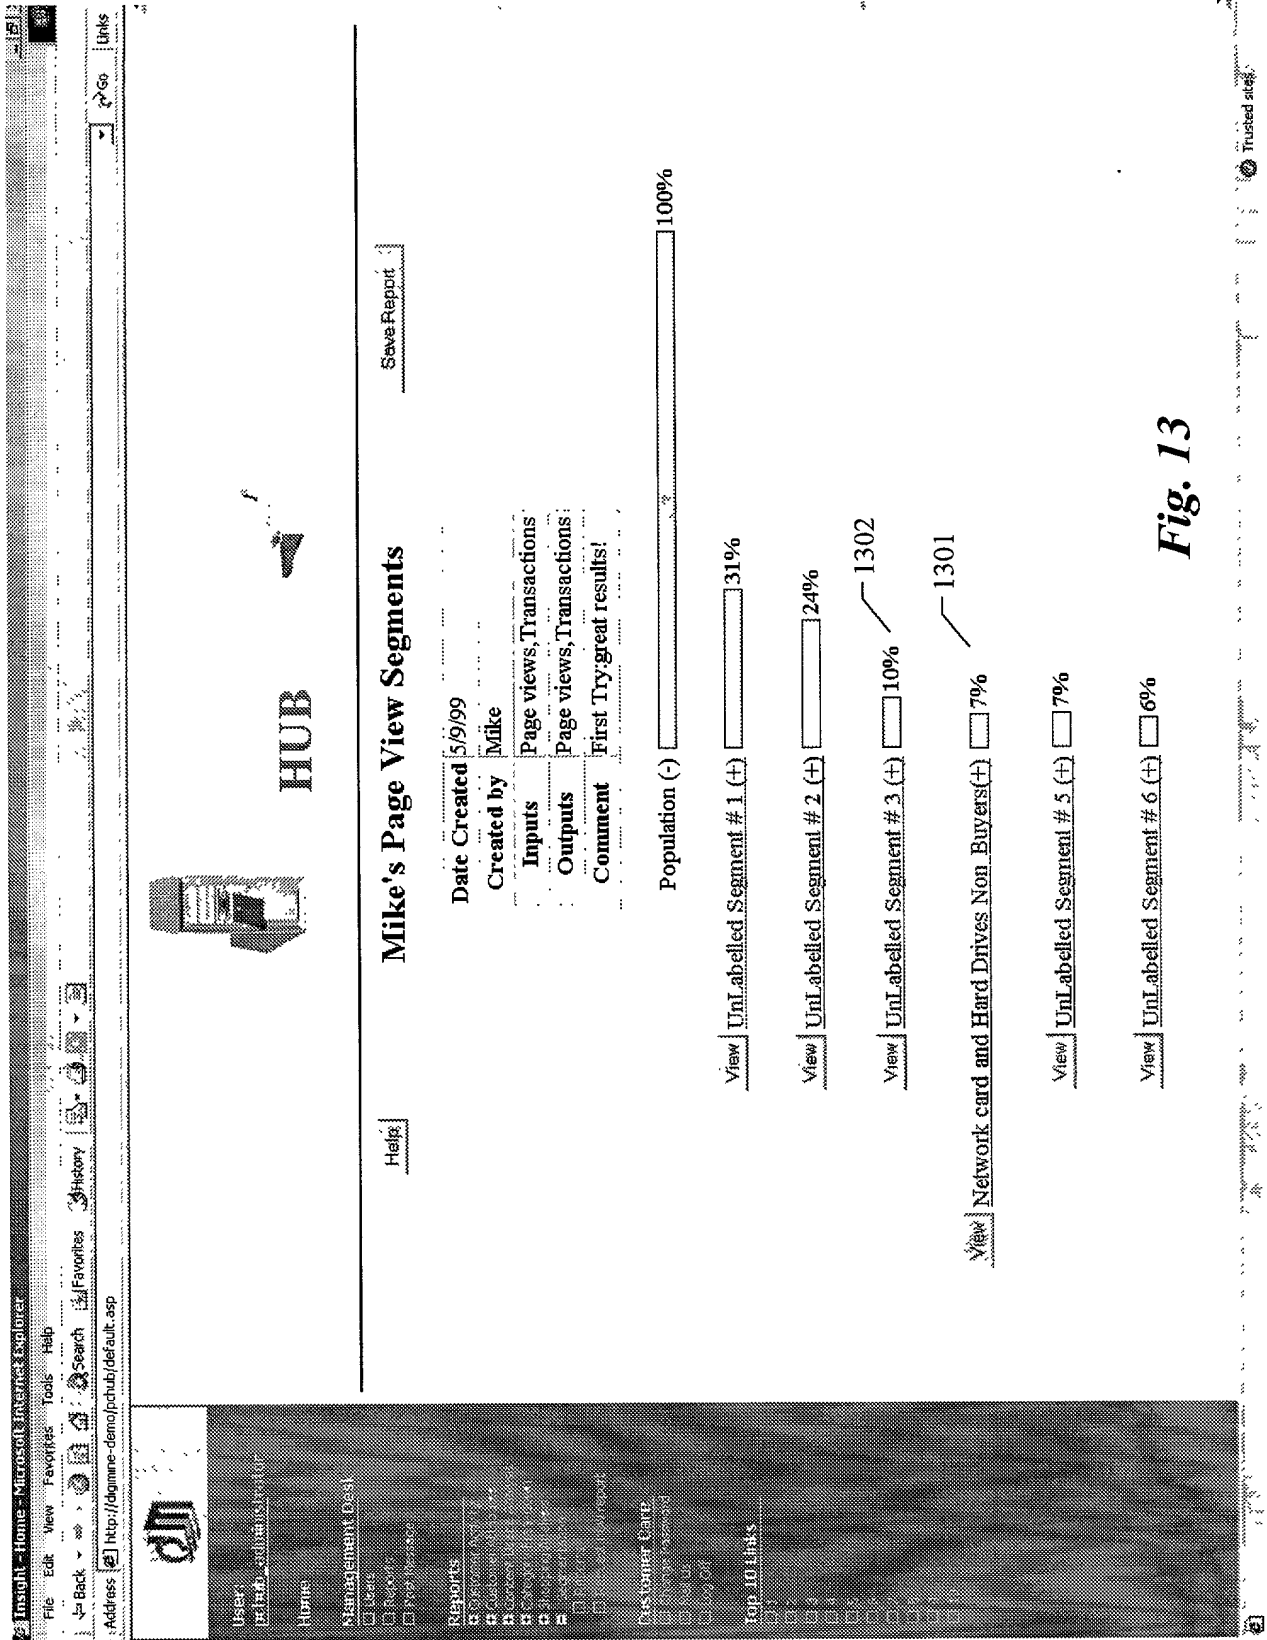 Insight - Home - Microsoft Internet Explorer
File Edit View Favorites Tools Help
Back Search Favorites History
Address http://digimine-demo/pchub/default.asp Go Links
HUB
User:
Home
Management Desk
Users
Reports
Reports
Customer Care
Top 10 Links
Help Mike's Page View Segments Save Report
Date Created 5/9/99
Created by Mike
Inputs Page views,Transactions
Outputs Page views,Transactions
Comment First Try:great results!
Population (-) 100%
View UnLabelled Segment # 1 (+) 31%
View UnLabelled Segment # 2 (+) 24%
1302
View UnLabelled Segment # 3 (+) 10%
1301
View Network card and Hard Drives Non Buyers(+) 7%
View UnLabelled Segment # 5 (+) 7%
View UnLabelled Segment # 6 (+) 6%
Fig. 13
Trusted sites